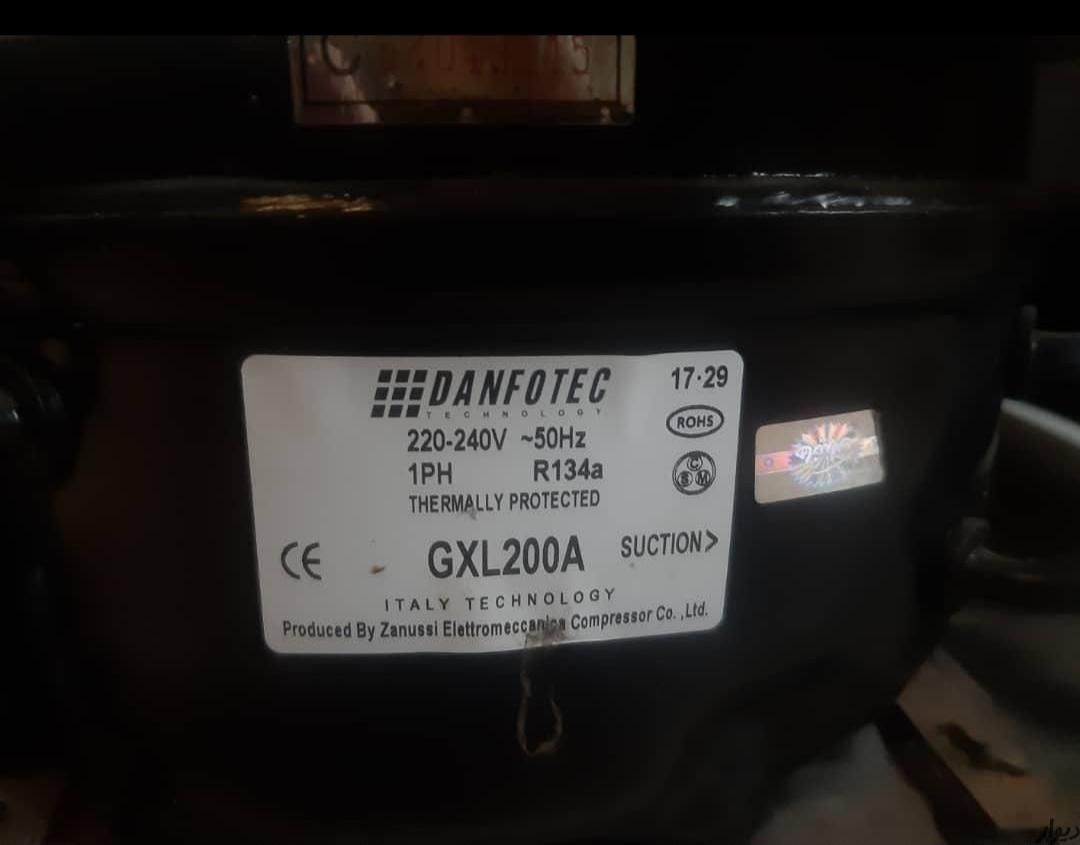 DANFOTEC
TECHNOLOGY
17·29
ROHS
220-240V ~50Hz
1PH R134a
C S M
THERMALLY PROTECTED
CE GXL200A SUCTION>
ITALY TECHNOLOGY
Produced By Zanussi Elettromeccanica Compressor Co.,Ltd.
دیوار